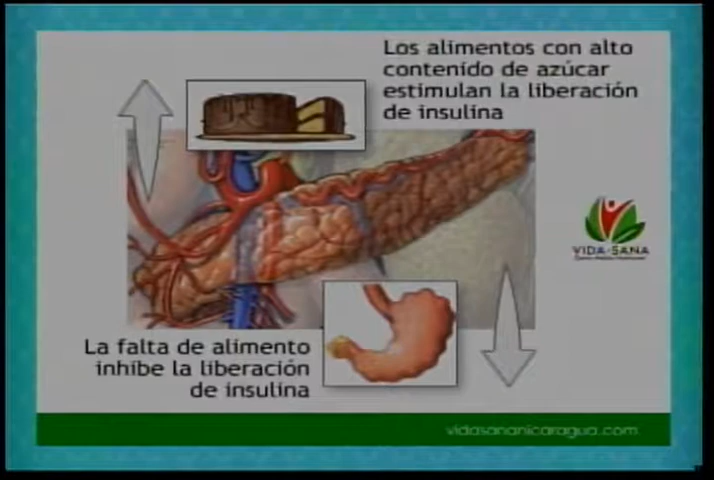 Los alimentos con alto
contenido de azúcar
estimulan la liberación
de insulina
VIDA-SANA
La falta de alimento
inhibe la liberación
de insulina
vidasananicaragua.com